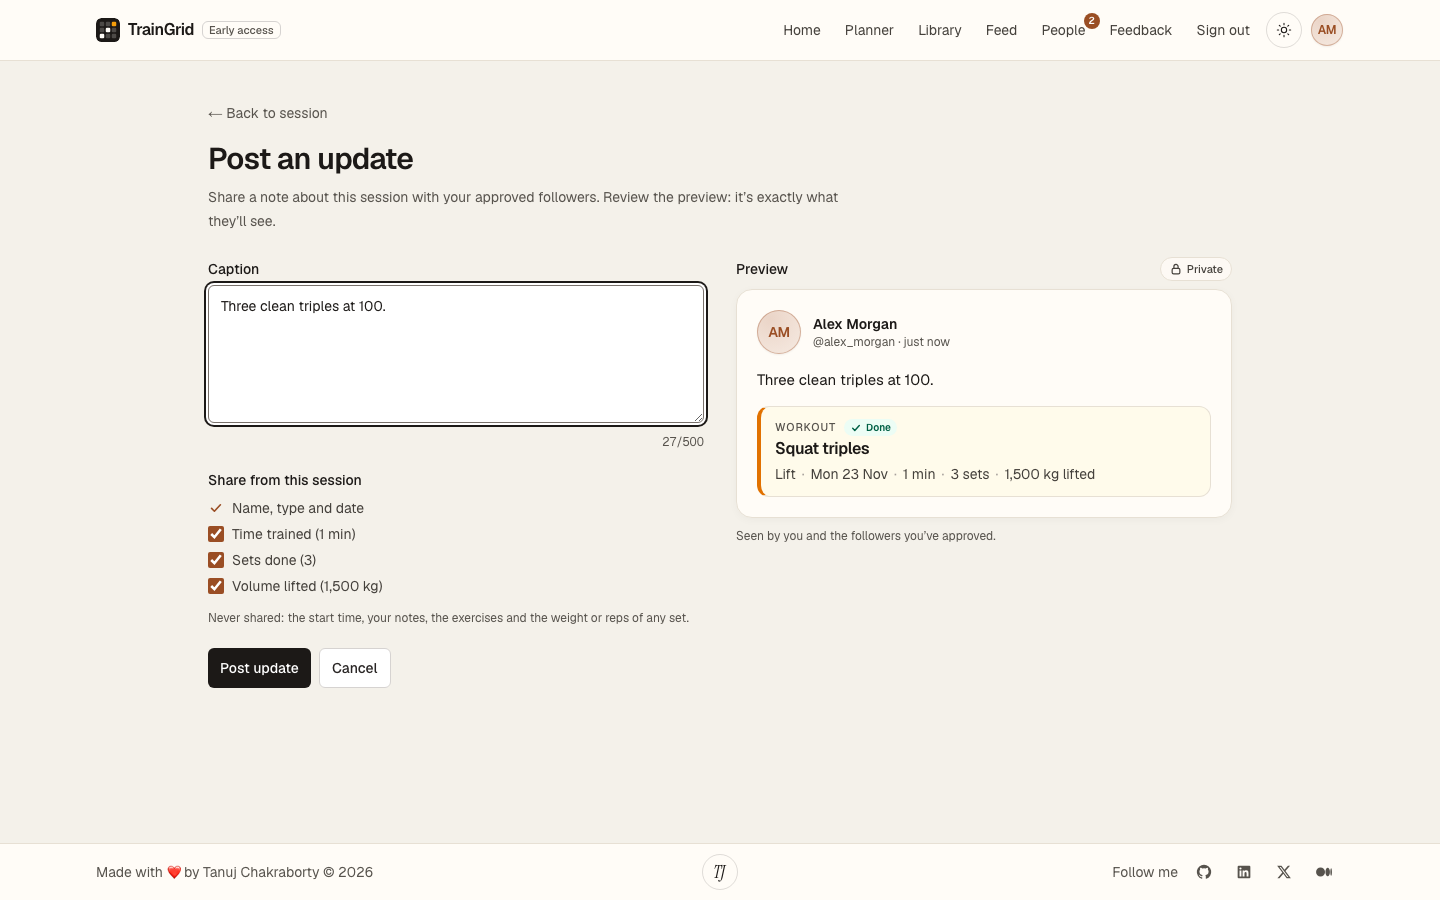 TrainGrid Early access Home Planner Library Feed People 2 Feedback Sign out AM
← Back to session
Post an update
Share a note about this session with your approved followers. Review the preview: it’s exactly what
they’ll see.
Caption
Three clean triples at 100.
27/500
Share from this session
Name, type and date
Time trained (1 min)
Sets done (3)
Volume lifted (1,500 kg)
Never shared: the start time, your notes, the exercises and the weight or reps of any set.
Post update Cancel
Preview Private
AM Alex Morgan
@alex_morgan · just now
Three clean triples at 100.
WORKOUT Done
Squat triples
Lift · Mon 23 Nov · 1 min · 3 sets · 1,500 kg lifted
Seen by you and the followers you’ve approved.
Made with ❤️ by Tanuj Chakraborty © 2026 TJ Follow me